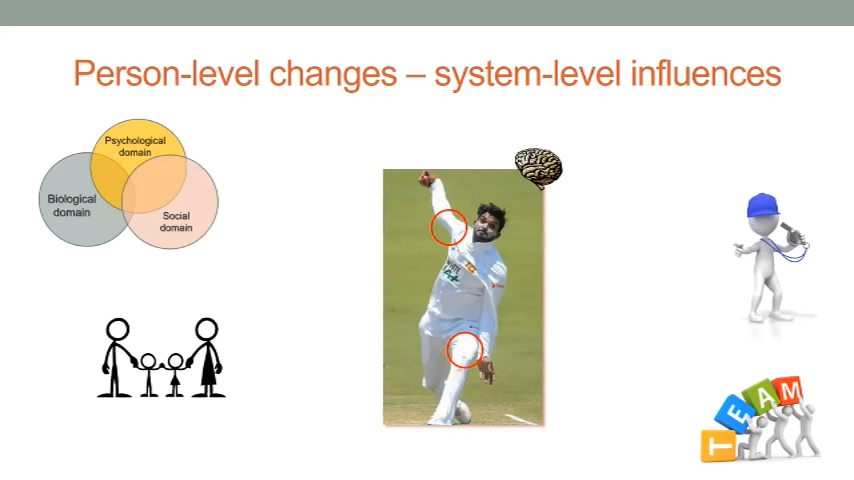 Person-level changes – system-level influences
Psychological
domain
Biological
domain
Social
domain
TEAM